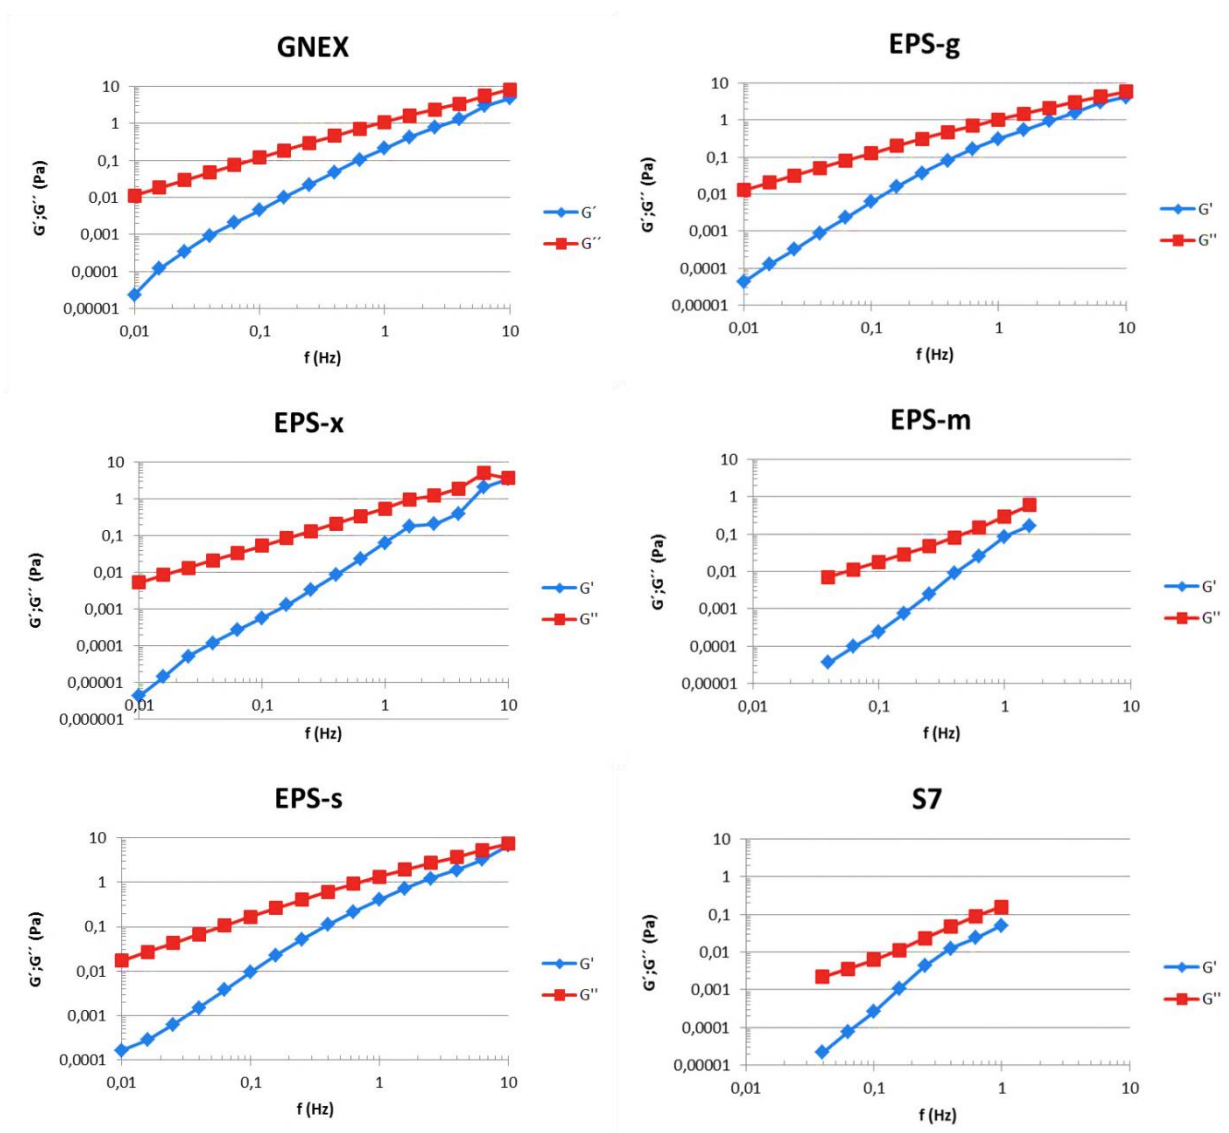 GNEX
10
1
0,1
0,01
0,001
0,0001
0,00001
G´;G´´ (Pa)
0,01 0,1 1 10
f (Hz)
G´
G´´
EPS-g
10
1
0,1
0,01
0,001
0,0001
0,00001
G´;G´´ (Pa)
0,01 0,1 1 10
f (Hz)
G'
G''
EPS-x
10
1
0,1
0,01
0,001
0,0001
0,00001
0,000001
G´;G´´ (Pa)
0,01 0,1 1 10
f (Hz)
G'
G''
EPS-m
10
1
0,1
0,01
0,001
0,0001
0,00001
G´;G´´ (Pa)
0,01 0,1 1 10
f (Hz)
G'
G''
EPS-s
10
1
0,1
0,01
0,001
0,0001
G´;G´´ (Pa)
0,01 0,1 1 10
f (Hz)
G'
G''
S7
10
1
0,1
0,01
0,001
0,0001
0,00001
G´;G´´ (Pa)
0,01 0,1 1 10
f (Hz)
G'
G''